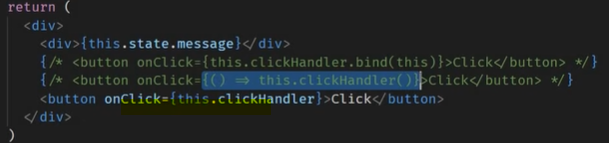 return (
<div>
<div>{this.state.message}</div>
{/* <button onClick={this.clickHandler.bind(this)}>Click</button> */}
{/* <button onClick={() => this.clickHandler()}>Click</button> */}
<button onClick={this.clickHandler}>Click</button>
</div>
)